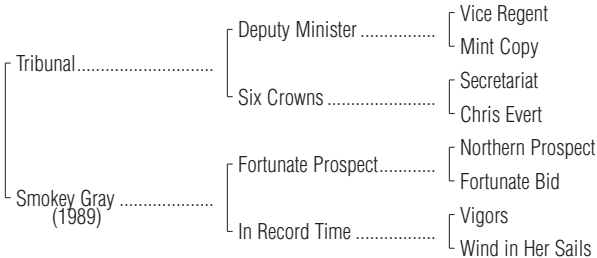 Vice Regent
Deputy Minister ................
Mint Copy
Tribunal............................
Secretariat
Six Crowns .......................
Chris Evert
Northern Prospect
Fortunate Prospect............
Fortunate Bid
Smokey Gray ...................
(1989)
Vigors
In Record Time .................
Wind in Her Sails